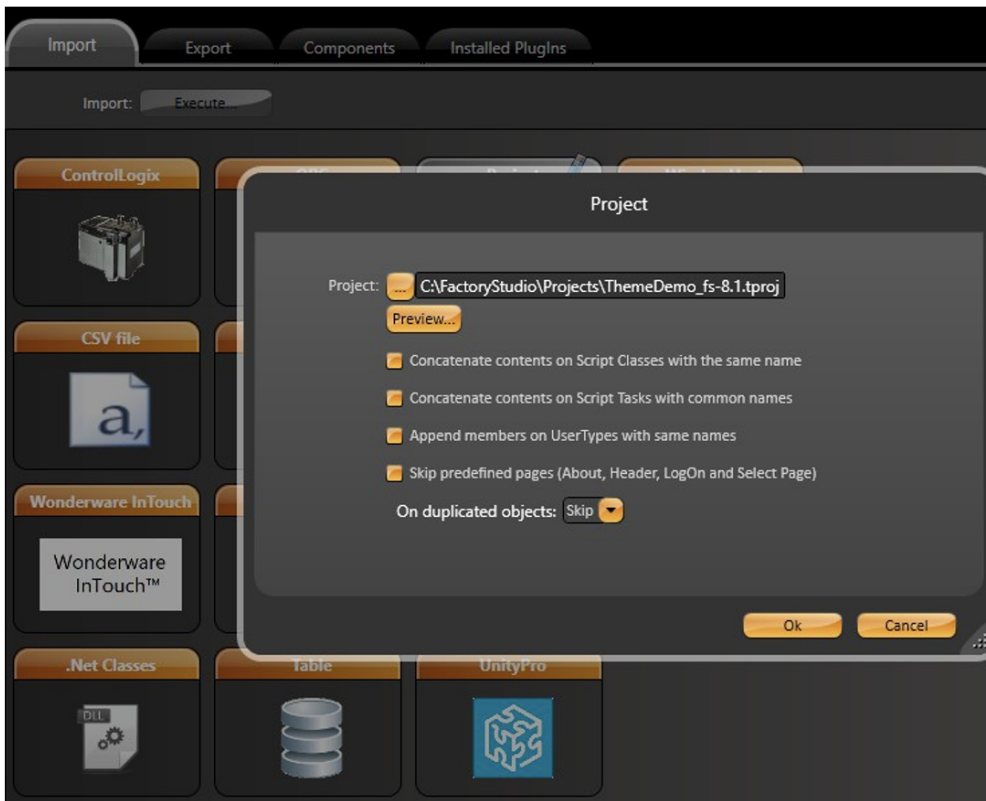 Import Export Components Installed PlugIns
Import: Execute...
ControlLogix
Project
Project: ... C:\FactoryStudio\Projects\ThemeDemo_fs-8.1.tproj
Preview...
CSV file
Concatenate contents on Script Classes with the same name
Concatenate contents on Script Tasks with common names
a,
Append members on UserTypes with same names
Skip predefined pages (About, Header, LogOn and Select Page)
Wonderware InTouch
On duplicated objects: Skip
Wonderware
InTouch™
Ok Cancel
.Net Classes Table UnityPro
DLL